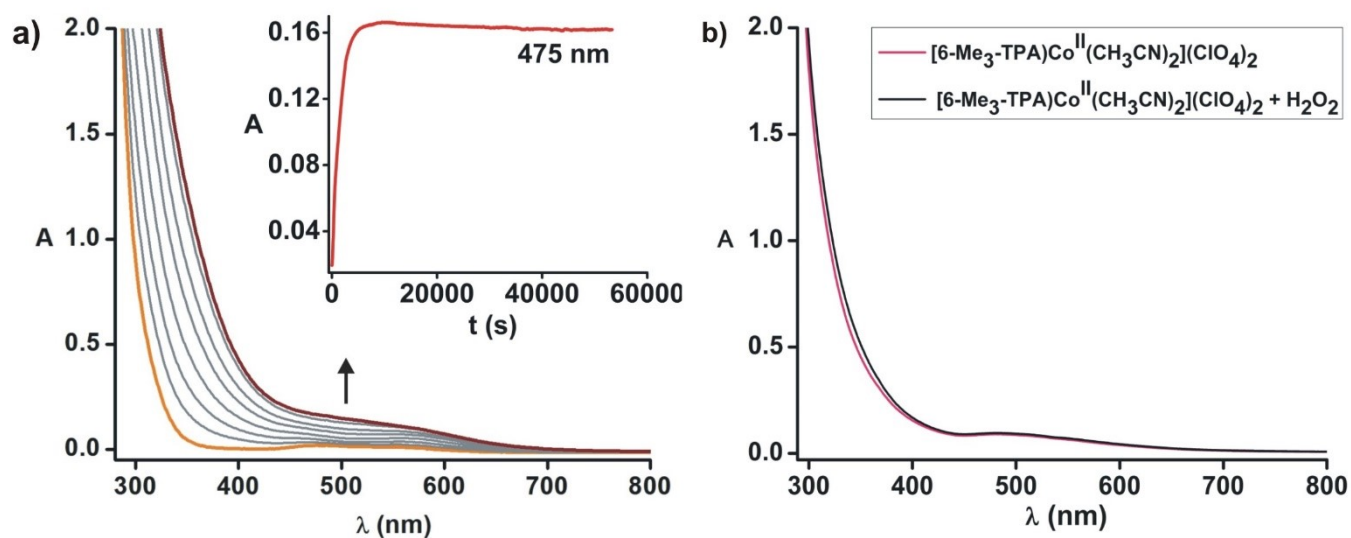 a)
2.0
1.5
1.0
0.5
0.0
A
300 400 500 600 700 800
λ (nm)
0.16
0.12
0.08
0.04
A
475 nm
0 20000 40000 60000
t (s)
b)
2.0
1.5
1.0
0.5
0.0
A
300 400 500 600 700 800
λ (nm)
[6-Me3-TPA)CoII(CH3CN)2](ClO4)2
[6-Me3-TPA)CoII(CH3CN)2](ClO4)2 + H2O2